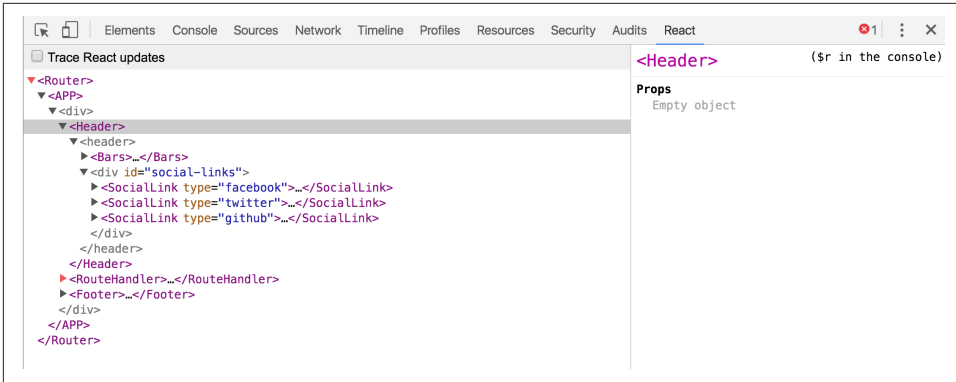 Elements Console Sources Network Timeline Profiles Resources Security Audits React 1
Trace React updates
<Router>
<APP>
<div>
<Header>
<header>
<Bars>…</Bars>
<div id="social-links">
<SocialLink type="facebook">…</SocialLink>
<SocialLink type="twitter">…</SocialLink>
<SocialLink type="github">…</SocialLink>
</div>
</header>
</Header>
<RouteHandler>…</RouteHandler>
<Footer>…</Footer>
</div>
</APP>
</Router>
<Header> ($r in the console)
Props
Empty object